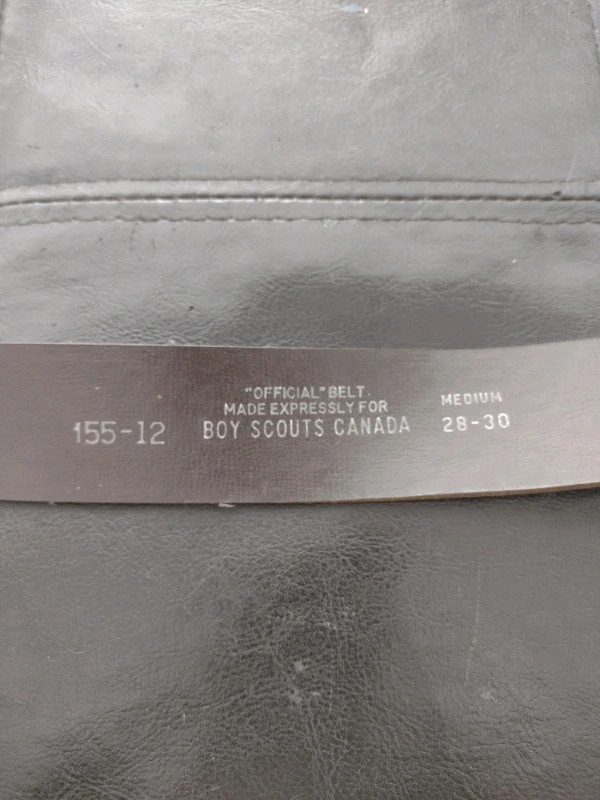 "OFFICIAL" BELT.
MADE EXPRESSLY FOR
BOY SCOUTS CANADA
155-12
MEDIUM
28-30